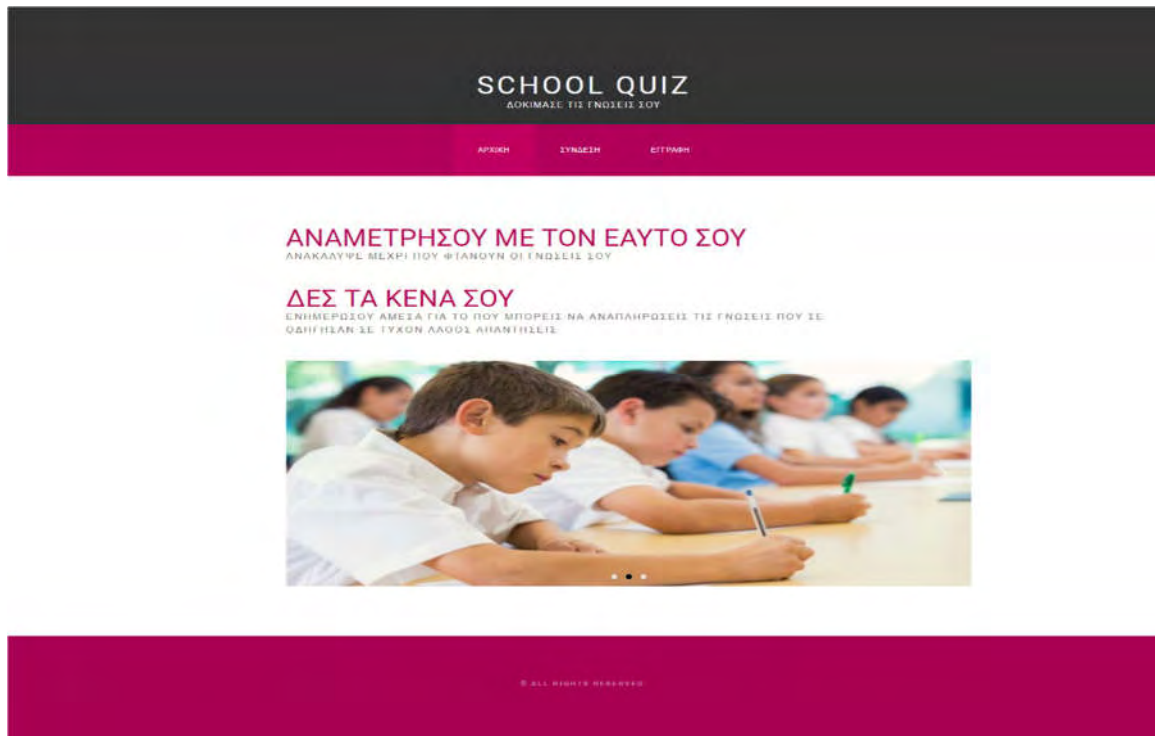 SCHOOL QUIZ
ΔΟΚΙΜΑΣΕ ΤΙΣ ΓΝΩΣΕΙΣ ΣΟΥ
ΑΡΧΙΚΗ ΣΥΝΔΕΣΗ ΕΓΓΡΑΦΗ
ΑΝΑΜΕΤΡΗΣΟΥ ΜΕ ΤΟΝ ΕΑΥΤΟ ΣΟΥ
ΑΝΑΚΑΛΥΨΕ ΜΕΧΡΙ ΠΟΥ ΦΤΑΝΟΥΝ ΟΙ ΓΝΩΣΕΙΣ ΣΟΥ
ΔΕΣ ΤΑ ΚΕΝΑ ΣΟΥ
ΕΝΗΜΕΡΩΣΟΥ ΑΜΕΣΑ ΓΙΑ ΤΟ ΠΟΥ ΜΠΟΡΕΙΣ ΝΑ ΑΝΑΠΛΗΡΩΣΕΙΣ ΤΙΣ ΓΝΩΣΕΙΣ ΠΟΥ ΣΕ
ΟΔΗΓΗΣΑΝ ΣΕ ΤΥΧΟΝ ΛΑΘΟΣ ΑΠΑΝΤΗΣΕΙΣ
© ALL RIGHTS RESERVED